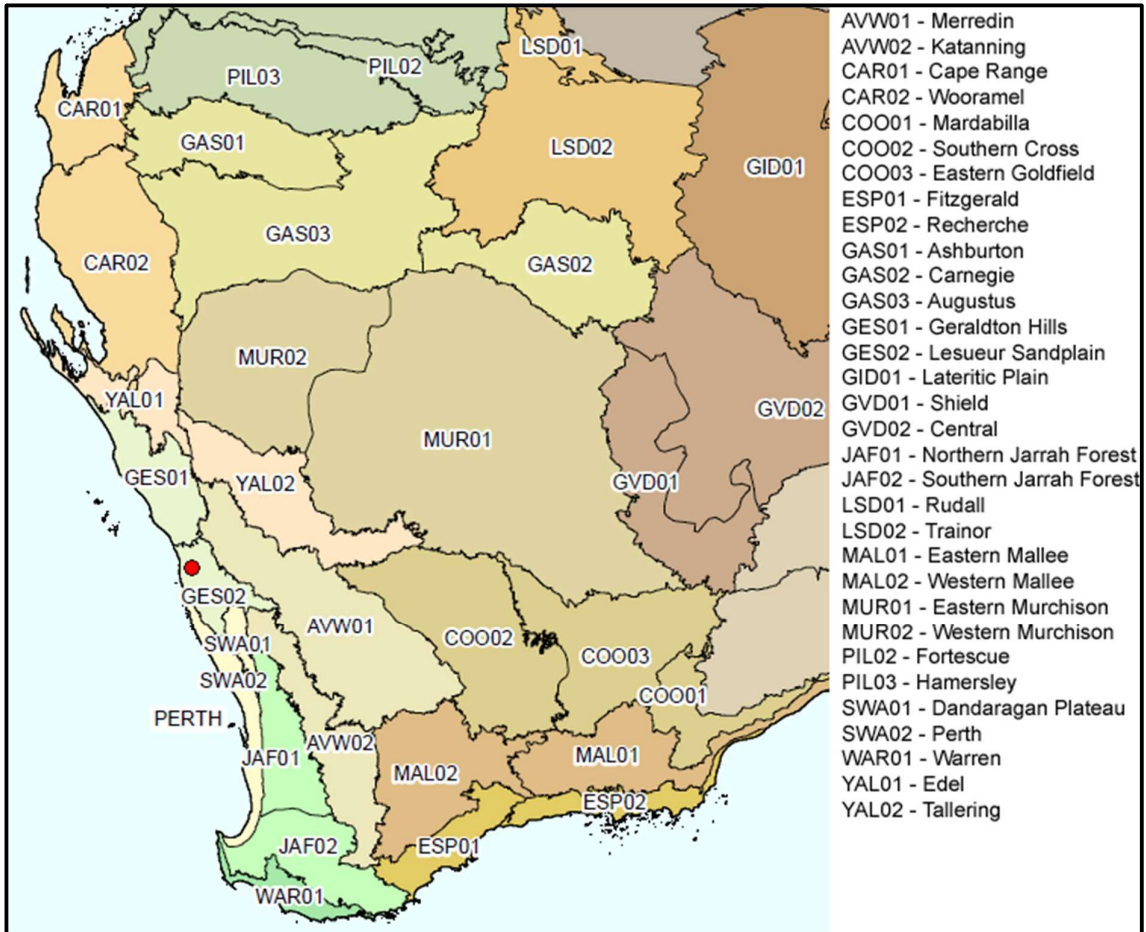 LSD01
PIL02
PIL03
CAR01
GAS01
LSD02
GID01
GAS03
CAR02
GAS02
MUR02
YAL01
GVD02
MUR01
GES01
YAL02
GVD01
GES02
AVW01
COO02
SWA01
COO03
SWA02
COO01
PERTH
AVW02
JAF01
MAL01
MAL02
ESP02
JAF02
ESP01
WAR01
AVW01 - Merredin
AVW02 - Katanning
CAR01 - Cape Range
CAR02 - Wooramel
COO01 - Mardabilla
COO02 - Southern Cross
COO03 - Eastern Goldfield
ESP01 - Fitzgerald
ESP02 - Recherche
GAS01 - Ashburton
GAS02 - Carnegie
GAS03 - Augustus
GES01 - Geraldton Hills
GES02 - Lesueur Sandplain
GID01 - Lateritic Plain
GVD01 - Shield
GVD02 - Central
JAF01 - Northern Jarrah Forest
JAF02 - Southern Jarrah Forest
LSD01 - Rudall
LSD02 - Trainor
MAL01 - Eastern Mallee
MAL02 - Western Mallee
MUR01 - Eastern Murchison
MUR02 - Western Murchison
PIL02 - Fortescue
PIL03 - Hamersley
SWA01 - Dandaragan Plateau
SWA02 - Perth
WAR01 - Warren
YAL01 - Edel
YAL02 - Tallering